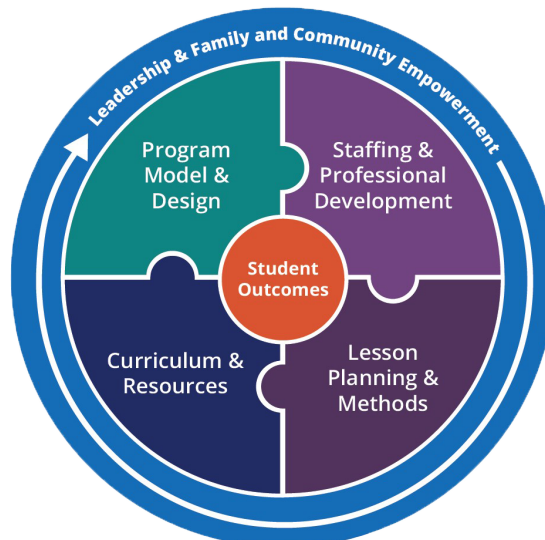 Leadership & Family and Community Empowerment
Program
Model &
Design
Staffing &
Professional
Development
Student
Outcomes
Curriculum &
Resources
Lesson
Planning &
Methods